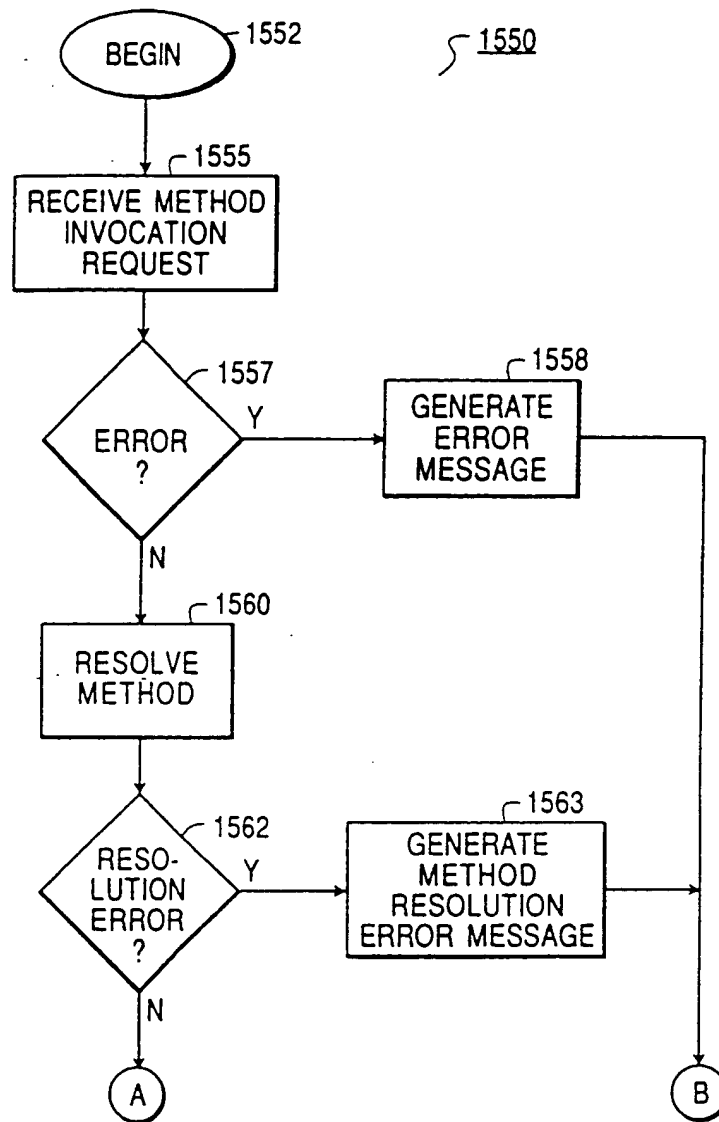 BEGIN
1552
1550
1555
RECEIVE METHOD
INVOCATION
REQUEST
1557
ERROR
?
Y
1558
GENERATE
ERROR
MESSAGE
N
1560
RESOLVE
METHOD
1562
RESO-
LUTION
ERROR
?
Y
1563
GENERATE
METHOD
RESOLUTION
ERROR MESSAGE
N
A
B